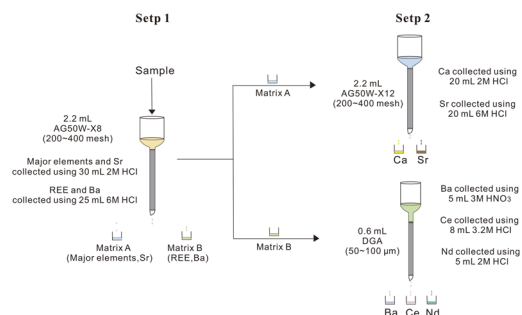 Setp 1
Sample
2.2 mL
AG50W-X8
(200~400 mesh)
Major elements and Sr
collected using 30 mL 2M HCl
REE and Ba
collected using 25 mL 6M HCl
Matrix A
(Major elements,Sr)
Matrix B
(REE,Ba)
Matrix A
Matrix B
Setp 2
2.2 mL
AG50W-X12
(200~400 mesh)
Ca collected using
20 mL 2M HCl
Sr collected using
20 mL 6M HCl
Ca Sr
0.6 mL
DGA
(50~100 μm)
Ba collected using
5 mL 3M HNO3
Ce collected using
8 mL 3.2M HCl
Nd collected using
5 mL 2M HCl
Ba Ce Nd